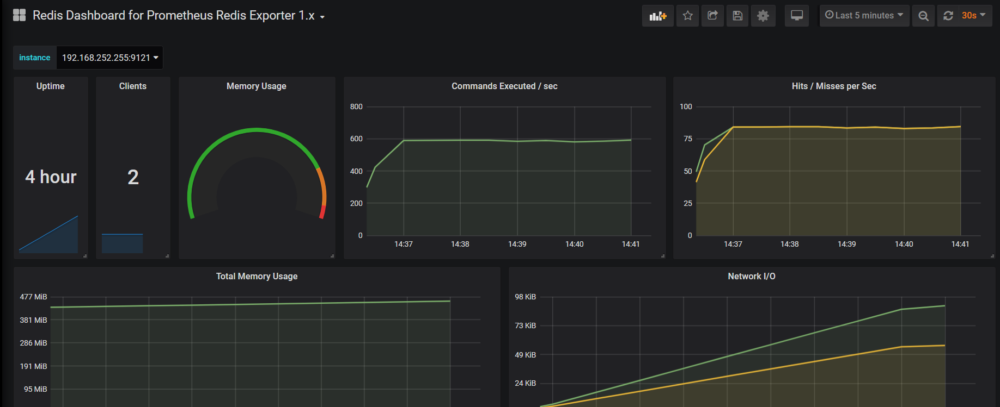 Redis Dashboard for Prometheus Redis Exporter 1.x
Last 5 minutes
30s
instance
192.168.252.255:9121
Uptime
4 hour
Clients
2
Memory Usage
Commands Executed / sec
800
600
400
200
0
14:37 14:38 14:39 14:40 14:41
Hits / Misses per Sec
100
75
50
25
0
14:37 14:38 14:39 14:40 14:41
Total Memory Usage
477 MiB
381 MiB
286 MiB
191 MiB
95 MiB
Network I/O
98 KiB
73 KiB
49 KiB
24 KiB